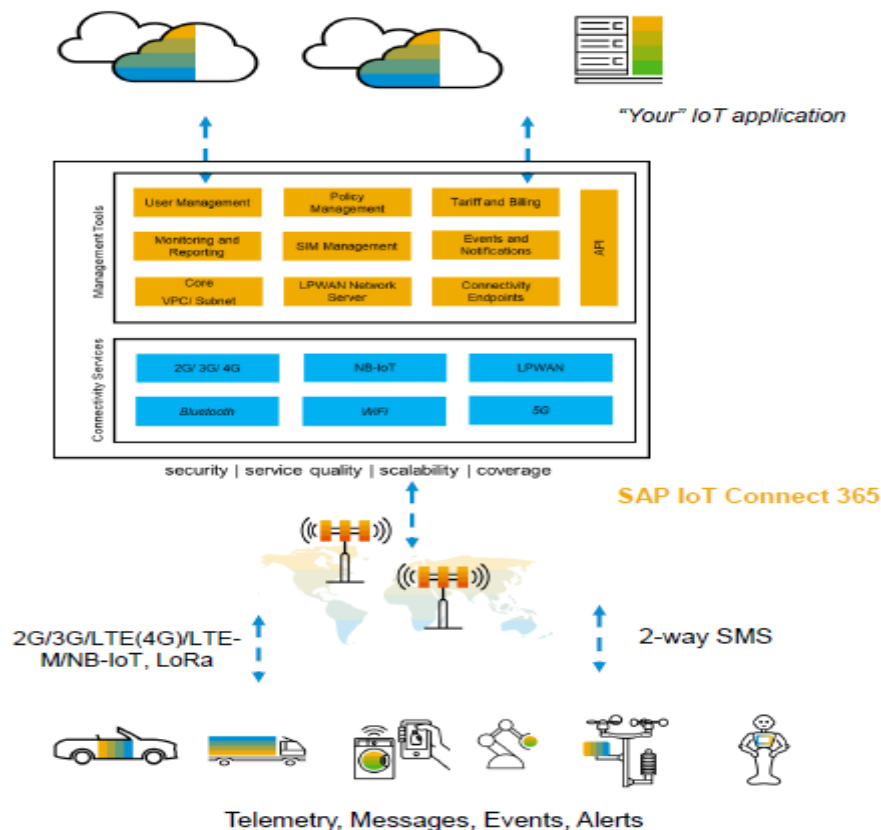 "Your" IoT application
Management Tools
User Management
Policy
Management
Tariff and Billing
Monitoring and
Reporting
SIM Management
Events and
Notifications
Core
VPC/ Subnet
LPWAN Network
Server
Connectivity
Endpoints
API
Connectivity Services
2G/ 3G/ 4G
NB-IoT
LPWAN
Bluetooth
WiFi
5G
security | service quality | scalability | coverage
SAP IoT Connect 365
2G/3G/LTE(4G)/LTE-
M/NB-IoT, LoRa
2-way SMS
Telemetry, Messages, Events, Alerts